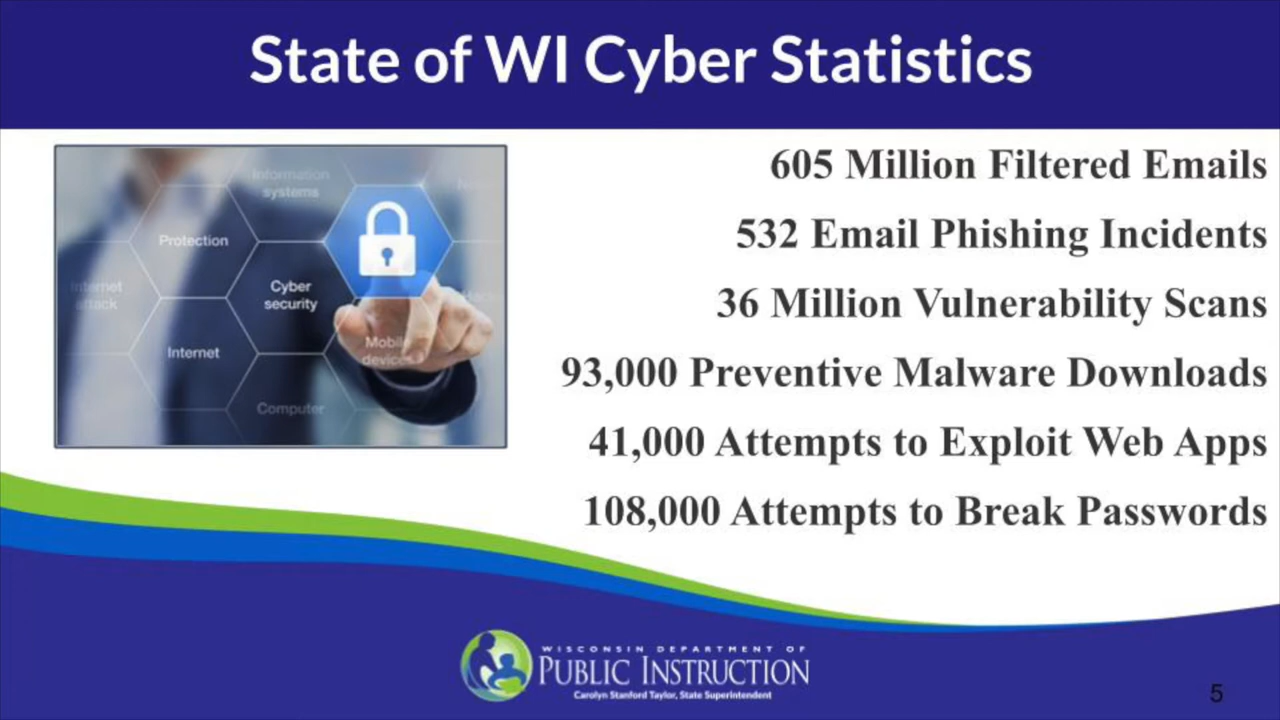 State of WI Cyber Statistics
605 Million Filtered Emails
532 Email Phishing Incidents
36 Million Vulnerability Scans
93,000 Preventive Malware Downloads
41,000 Attempts to Exploit Web Apps
108,000 Attempts to Break Passwords
Information
systems
Protection
Internet
attack
Cyber
security
Internet
Mobile
devices
Computer
WISCONSIN DEPARTMENT OF
PUBLIC INSTRUCTION
Carolyn Stanford Taylor, State Superintendent
5